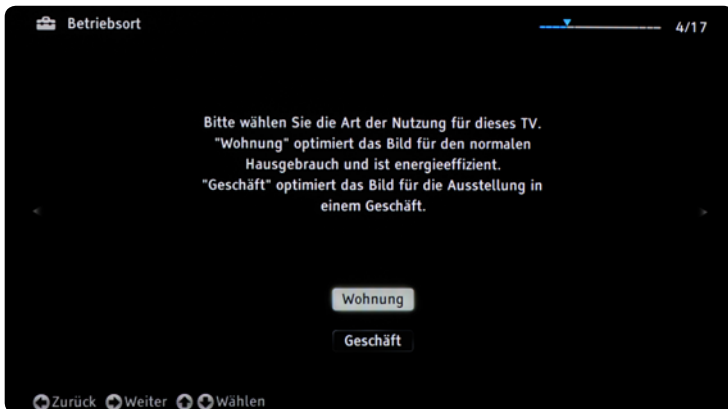 Betriebsort
4/17
Bitte wählen Sie die Art der Nutzung für dieses TV.
"Wohnung" optimiert das Bild für den normalen
Hausgebrauch und ist energieeffizient.
"Geschäft" optimiert das Bild für die Ausstellung in
einem Geschäft.
Wohnung
Geschäft
Zurück Weiter Wählen